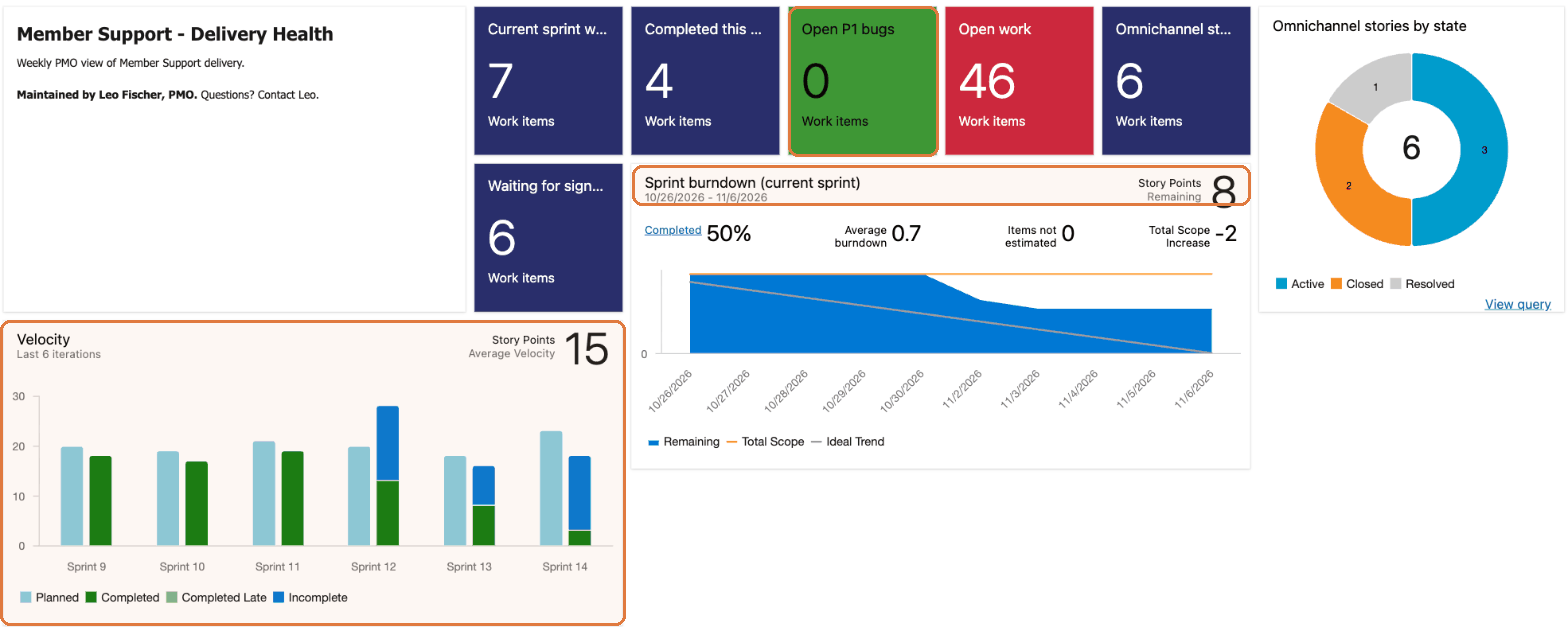 Member Support - Delivery Health
Weekly PMO view of Member Support delivery.
Maintained by Leo Fischer, PMO. Questions? Contact Leo.
Current sprint w...
7
Work items
Completed this ...
4
Work items
Open P1 bugs
0
Work items
Open work
46
Work items
Omnichannel st...
6
Work items
Omnichannel stories by state
1
2
3
6
Active
Closed
Resolved
View query
Waiting for sign...
6
Work items
Sprint burndown (current sprint)
10/26/2026 - 11/6/2026
Story Points
Remaining
8
Completed 50%
Average
burndown
0.7
Items not
estimated
0
Total Scope
Increase
-2
0
10/26/2026
10/27/2026
10/28/2026
10/29/2026
10/30/2026
11/2/2026
11/3/2026
11/4/2026
11/5/2026
11/6/2026
Remaining
Total Scope
Ideal Trend
Velocity
Last 6 iterations
Story Points
Average Velocity
15
30
20
10
0
Sprint 9
Sprint 10
Sprint 11
Sprint 12
Sprint 13
Sprint 14
Planned
Completed
Completed Late
Incomplete